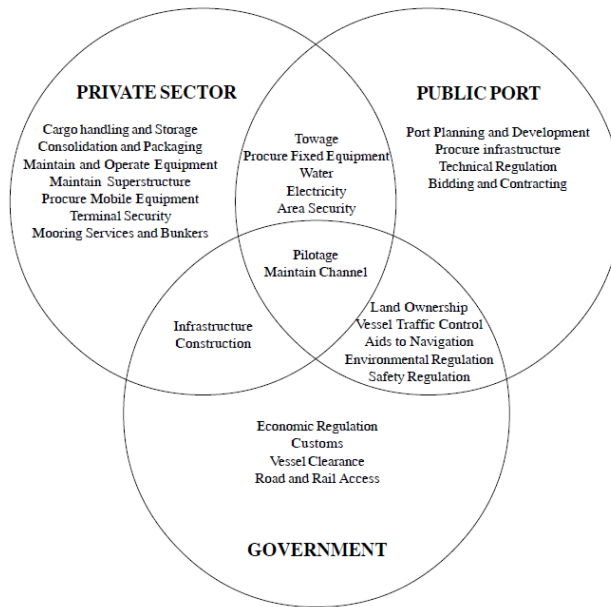 PRIVATE SECTOR
Cargo handling and Storage
Consolidation and Packaging
Maintain and Operate Equipment
Maintain Superstructure
Procure Mobile Equipment
Terminal Security
Mooring Services and Bunkers
Towage
Procure Fixed Equipment
Water
Electricity
Area Security
PUBLIC PORT
Port Planning and Development
Procure infrastructure
Technical Regulation
Bidding and Contracting
Pilotage
Maintain Channel
Infrastructure
Construction
Land Ownership
Vessel Traffic Control
Aids to Navigation
Environmental Regulation
Safety Regulation
Economic Regulation
Customs
Vessel Clearance
Road and Rail Access
GOVERNMENT